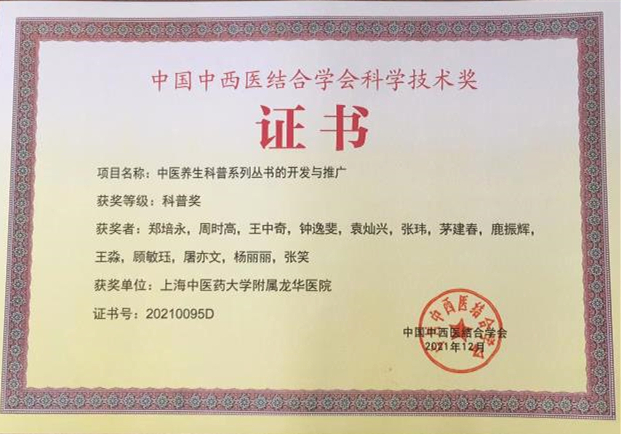 中国中西医结合学会科学技术奖
证书
项目名称：中医养生科普系列丛书的开发与推广
获奖等级：科普奖
获奖者：郑培永，周时高，王中奇，钟逸斐，袁灿兴，张玮，茅建春，鹿振辉，
王淼，顾敏珏，屠亦文，杨丽丽，张笑
获奖单位：上海中医药大学附属龙华医院
证书号：20210095D
中国中西医结合学会
2021年12月